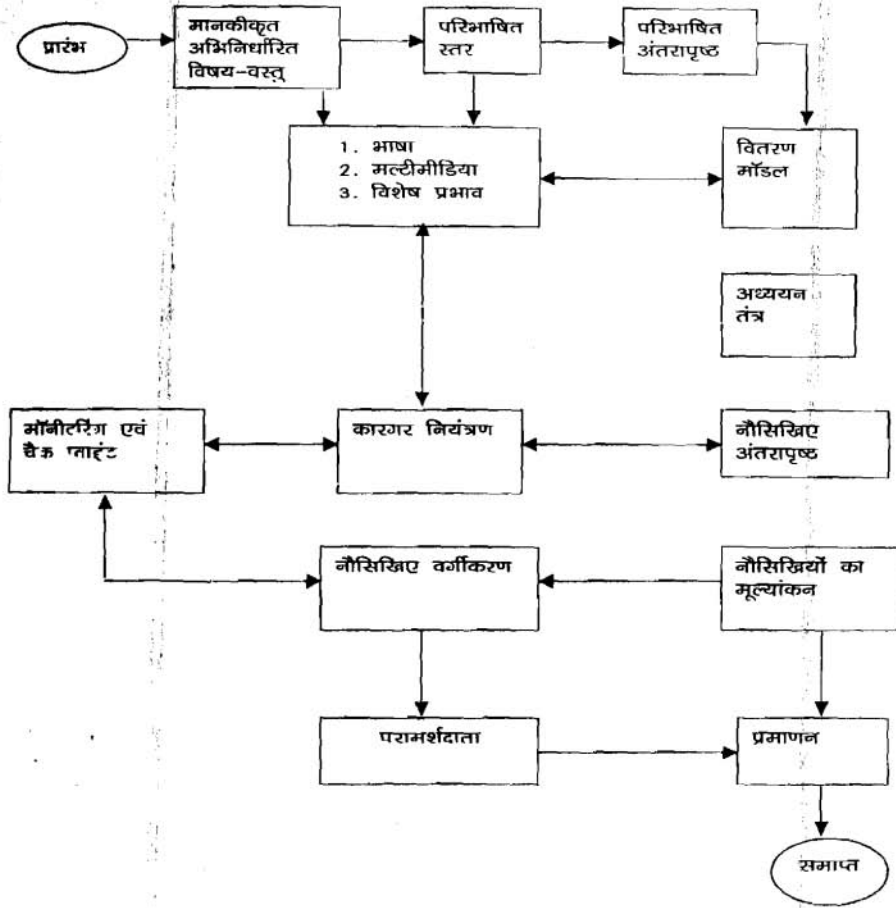 प्रारंभ
मानकीकृत
अभिनिर्धारित
विषय-वस्तु
परिभाषित
स्तर
परिभाषित
अंतरापृष्ठ
1. भाषा
2. मल्टीमीडिया
3. विशेष प्रभाव
वितरण
मॉडल
अध्ययन
तंत्र
मॉनीटरिंग एवं
चैक प्वाइंट
कारगर नियंत्रण
नौसिखिए
अंतरापृष्ठ
नौसिखिए वर्गीकरण
नौसिखियों का
मूल्यांकन
परामर्शदाता
प्रमाणन
समाप्त